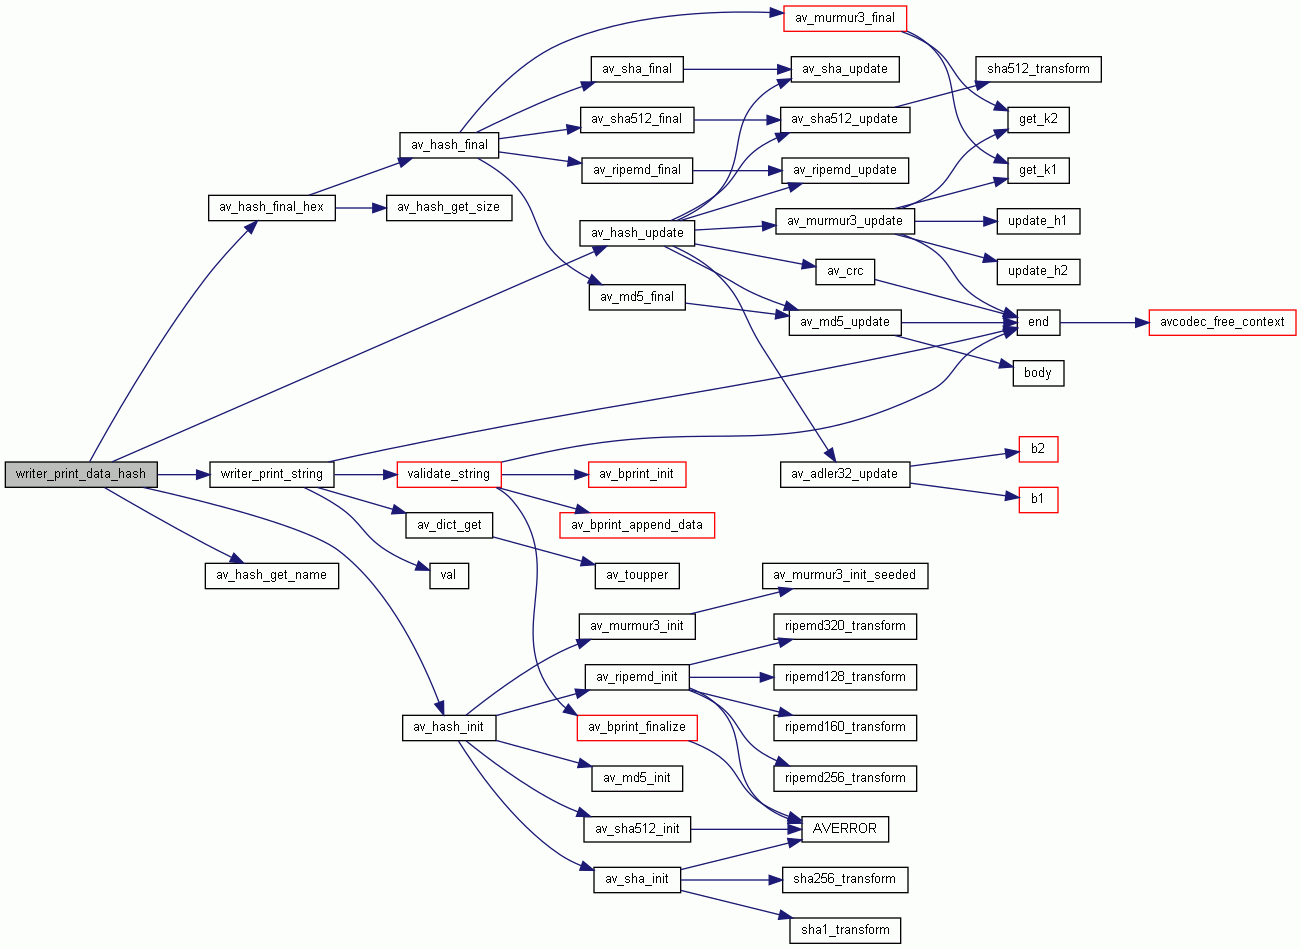 av_murmur3_final
av_sha_final
av_sha_update
sha512_transform
av_sha512_final
av_sha512_update
get_k2
av_hash_final
av_ripemd_final
av_ripemd_update
get_k1
av_hash_final_hex
av_hash_get_size
av_murmur3_update
update_h1
av_hash_update
av_crc
update_h2
av_md5_final
av_md5_update
end
avcodec_free_context
body
b2
writer_print_data_hash
writer_print_string
validate_string
av_bprint_init
av_adler32_update
b1
av_dict_get
av_bprint_append_data
av_hash_get_name
val
av_toupper
av_murmur3_init_seeded
av_murmur3_init
ripemd320_transform
av_ripemd_init
ripemd128_transform
av_hash_init
av_bprint_finalize
ripemd160_transform
av_md5_init
ripemd256_transform
av_sha512_init
AVERROR
av_sha_init
sha256_transform
sha1_transform